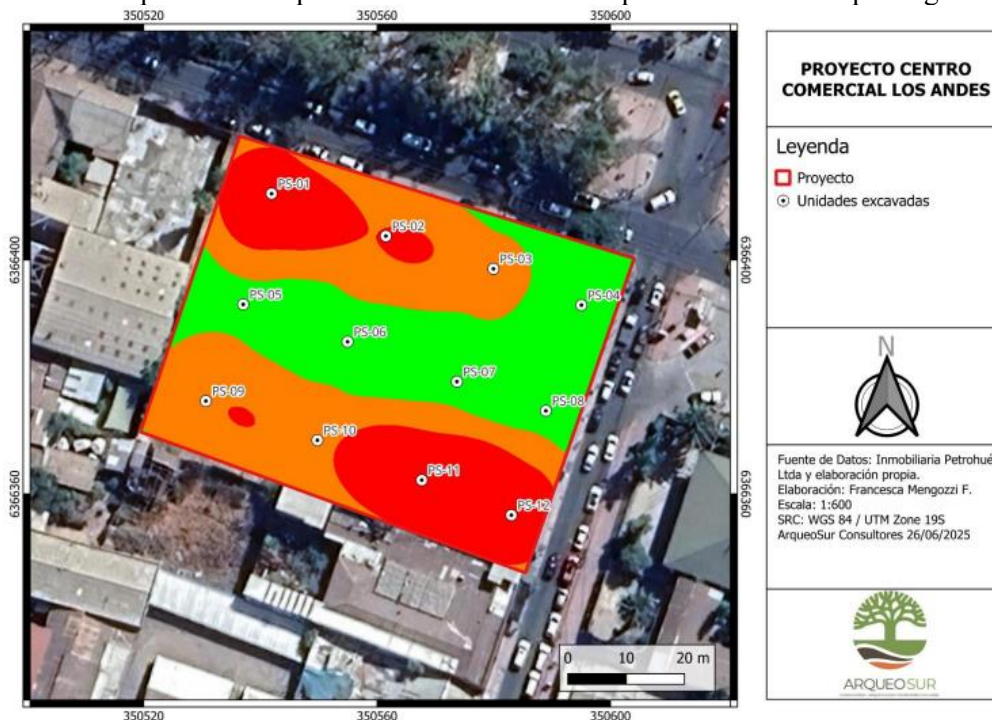 350520 350560 350600
6366400
6366360
6366400
6366360
PS-01
PS-02
PS-03
PS-04
PS-05
PS-06
PS-07
PS-08
PS-09
PS-10
PS-11
PS-12
0 10 20 m
350520 350560 350600
PROYECTO CENTRO
COMERCIAL LOS ANDES
Leyenda
Proyecto
Unidades excavadas
N
Fuente de Datos: Inmobiliaria Petrohué
Ltda y elaboración propia.
Elaboración: Francesca Mengozzi F.
Escala: 1:600
SRC: WGS 84 / UTM Zone 19S
ArqueoSur Consultores 26/06/2025
ARQUEOSUR